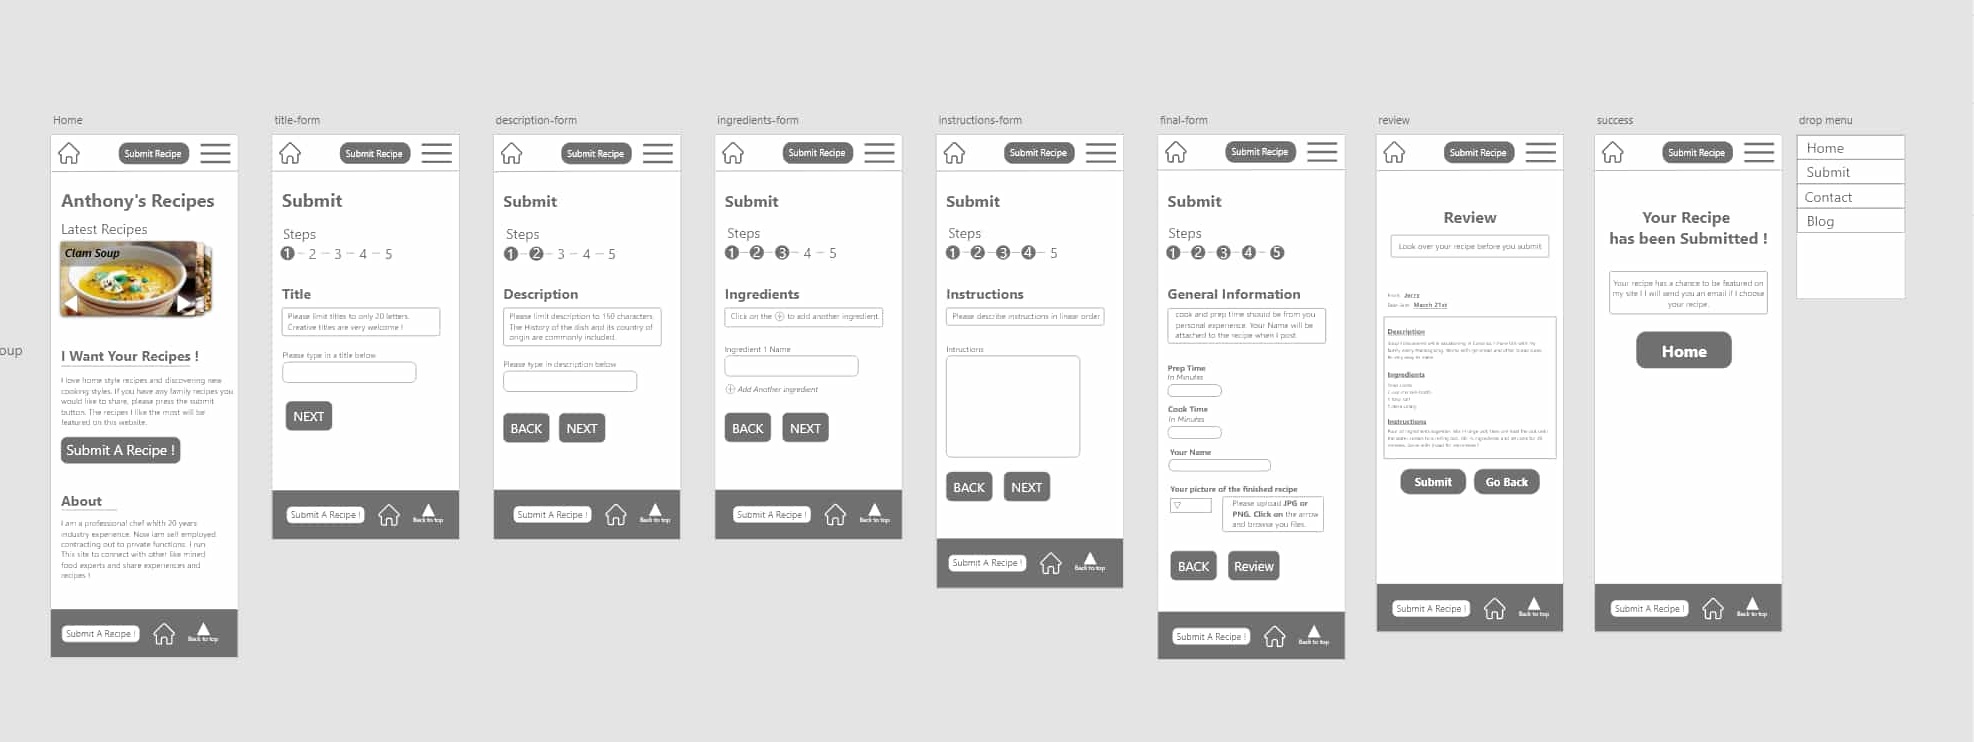 Home
Submit Recipe
Anthony's Recipes
Latest Recipes
Clam Soup
I Want Your Recipes !
I love home style recipes and discovering new
cooking styles. If you have any family recipes you
would like to share, please press the submit
button. The recipes I like the most will be
featured on this website.
Submit A Recipe !
About
I am a professional chef whith 20 years
industry experience. Now iam self employed
contracting out to private functions. I run
This site to connect with other like mined
food experts and share experiences and
recipes !
Submit A Recipe !
Back to top
oup
title-form
Submit Recipe
Submit
Steps
1 - 2 - 3 - 4 - 5
Title
Please limit titles to only 20 letters.
Creative titles are very welcome !
Please type in a title below
NEXT
Submit A Recipe !
Back to top
description-form
Submit Recipe
Submit
Steps
1 - 2 - 3 - 4 - 5
Description
Please limit description to 150 characters
The History of the dish and its country of
origin are commonly included.
Please type in description below
BACK
NEXT
Submit A Recipe !
Back to top
ingredients-form
Submit Recipe
Submit
Steps
1 - 2 - 3 - 4 - 5
Ingredients
Click on the to add another ingredient.
Ingredient 1 Name
Add Another ingredient
BACK
NEXT
Submit A Recipe !
Back to top
instructions-form
Submit Recipe
Submit
Steps
1 - 2 - 3 - 4 - 5
Instructions
Please describe instructions in linear order
Intructions
BACK
NEXT
Submit A Recipe !
Back to top
final-form
Submit Recipe
Submit
Steps
1 - 2 - 3 - 4 - 5
General Information
cook and prep time should be from you
personal experience. Your Name will be
attached to the recipe when I post.
Prep Time
In Minutes
Cook Time
In Minutes
Your Name
Your picture of the finished recipe
Please upload JPG or
PNG. Click on the arrow
and browse you files.
BACK
Review
Submit A Recipe !
Back to top
review
Submit Recipe
Review
Look over your recipe before you submit
Jerry
March 21st
Description
Ingredients
Instructions
Submit
Go Back
Submit A Recipe !
Back to top
success
Submit Recipe
Your Recipe
has been Submitted !
Your recipe has a chance to be featured on
my site ! I will send you an email if I choose
your recipe.
Home
Submit A Recipe !
Back to top
drop menu
Home
Submit
Contact
Blog